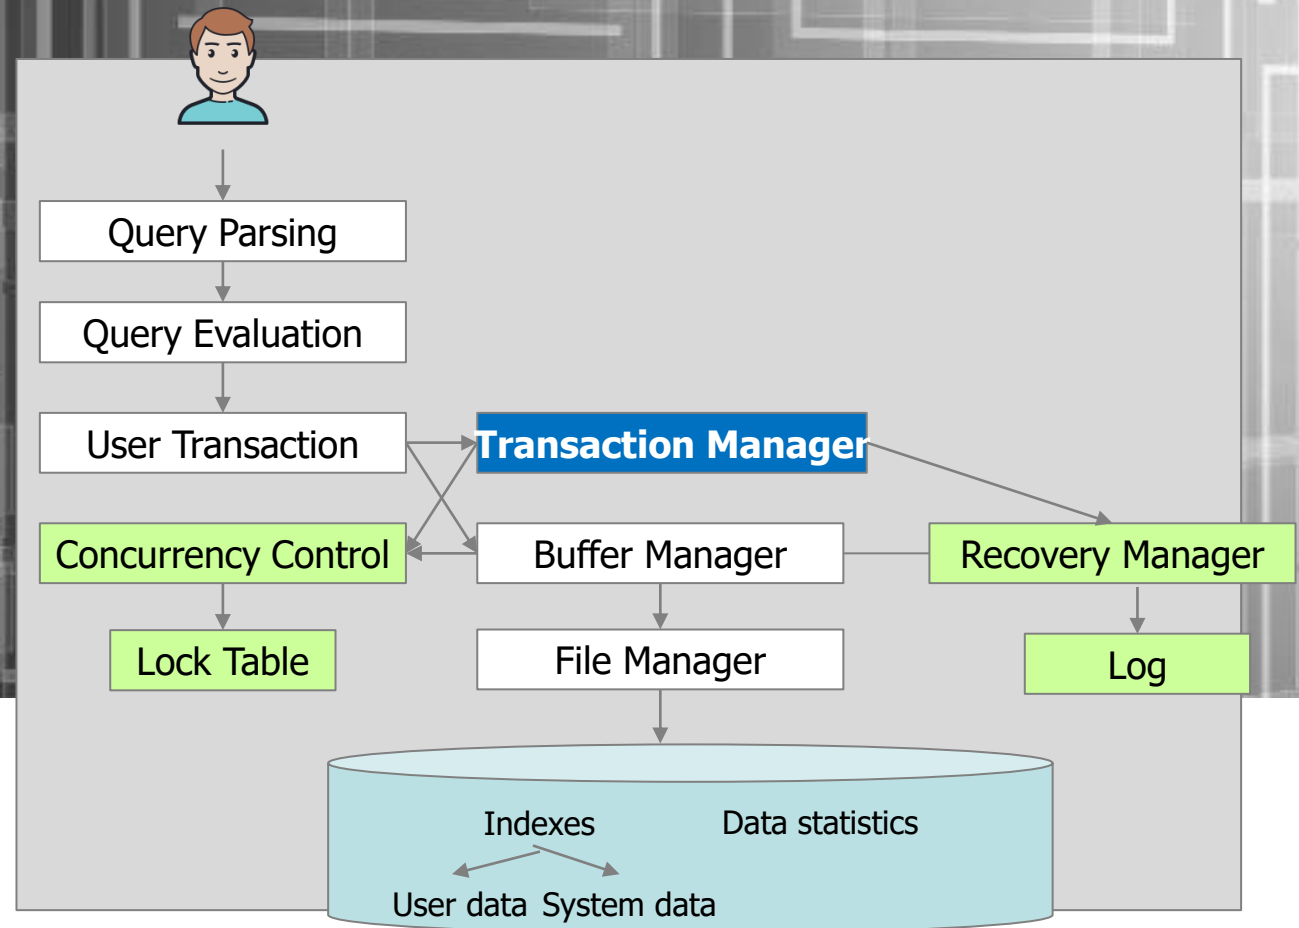 Query Parsing
Query Evaluation
User Transaction
Transaction Manager
Concurrency Control
Buffer Manager
Recovery Manager
Lock Table
File Manager
Log
Indexes
Data statistics
User data
System data